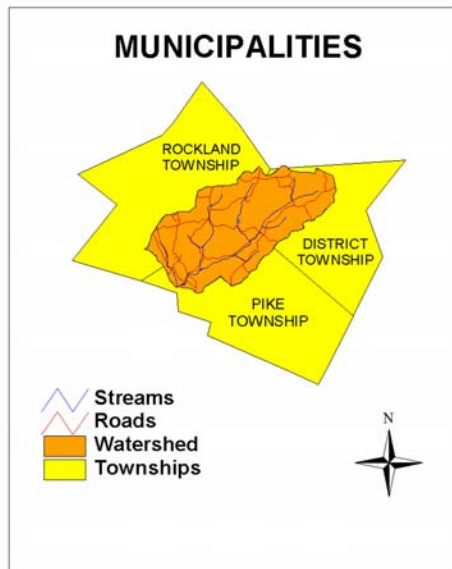 MUNICIPALITIES
ROCKLAND
TOWNSHIP
DISTRICT
TOWNSHIP
PIKE
TOWNSHIP
Streams
Roads
Watershed
Townships
N